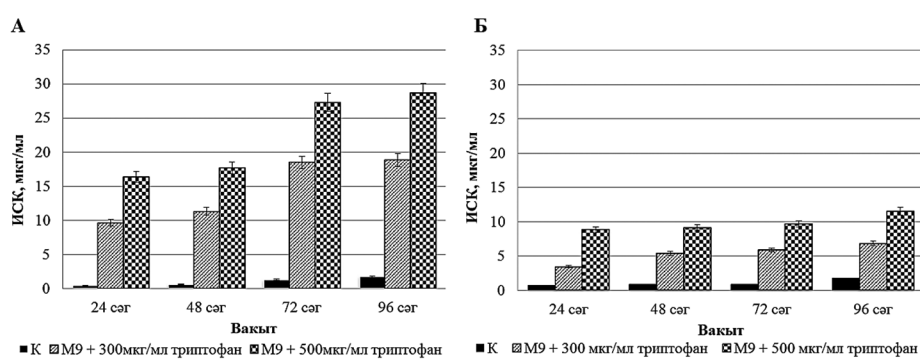 А
35
30
25
20
15
10
5
0
ИСК, мкг/мл
24 сәг 48 сәг 72 сәг 96 сәг
Вакыт
К М9 + 300мкг/мл триптофан М9 + 500мкг/мл триптофан
Б
35
30
25
20
15
10
5
0
ИСК, мкг/мл
24 сәг 48 сәг 72 сәг 96 сәг
Вакыт
К М9 + 300 мкг/мл триптофан М9 + 500 мкг/мл триптофан